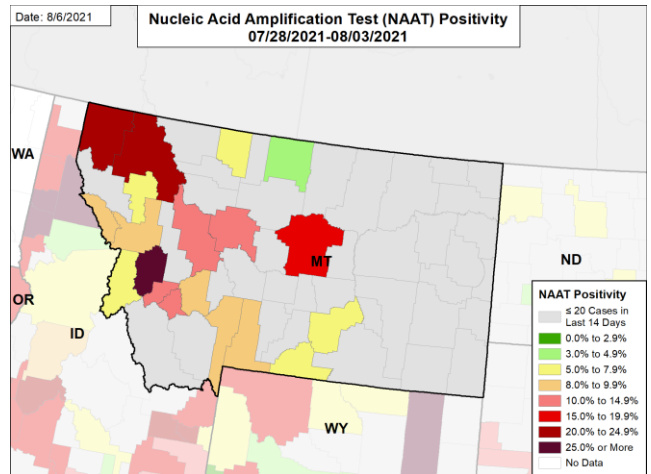 Date: 8/6/2021
Nucleic Acid Amplification Test (NAAT) Positivity
07/28/2021-08/03/2021
WA
MT
ND
OR
ID
WY
NAAT Positivity
≤ 20 Cases in
Last 14 Days
0.0% to 2.9%
3.0% to 4.9%
5.0% to 7.9%
8.0% to 9.9%
10.0% to 14.9%
15.0% to 19.9%
20.0% to 24.9%
25.0% or More
No Data